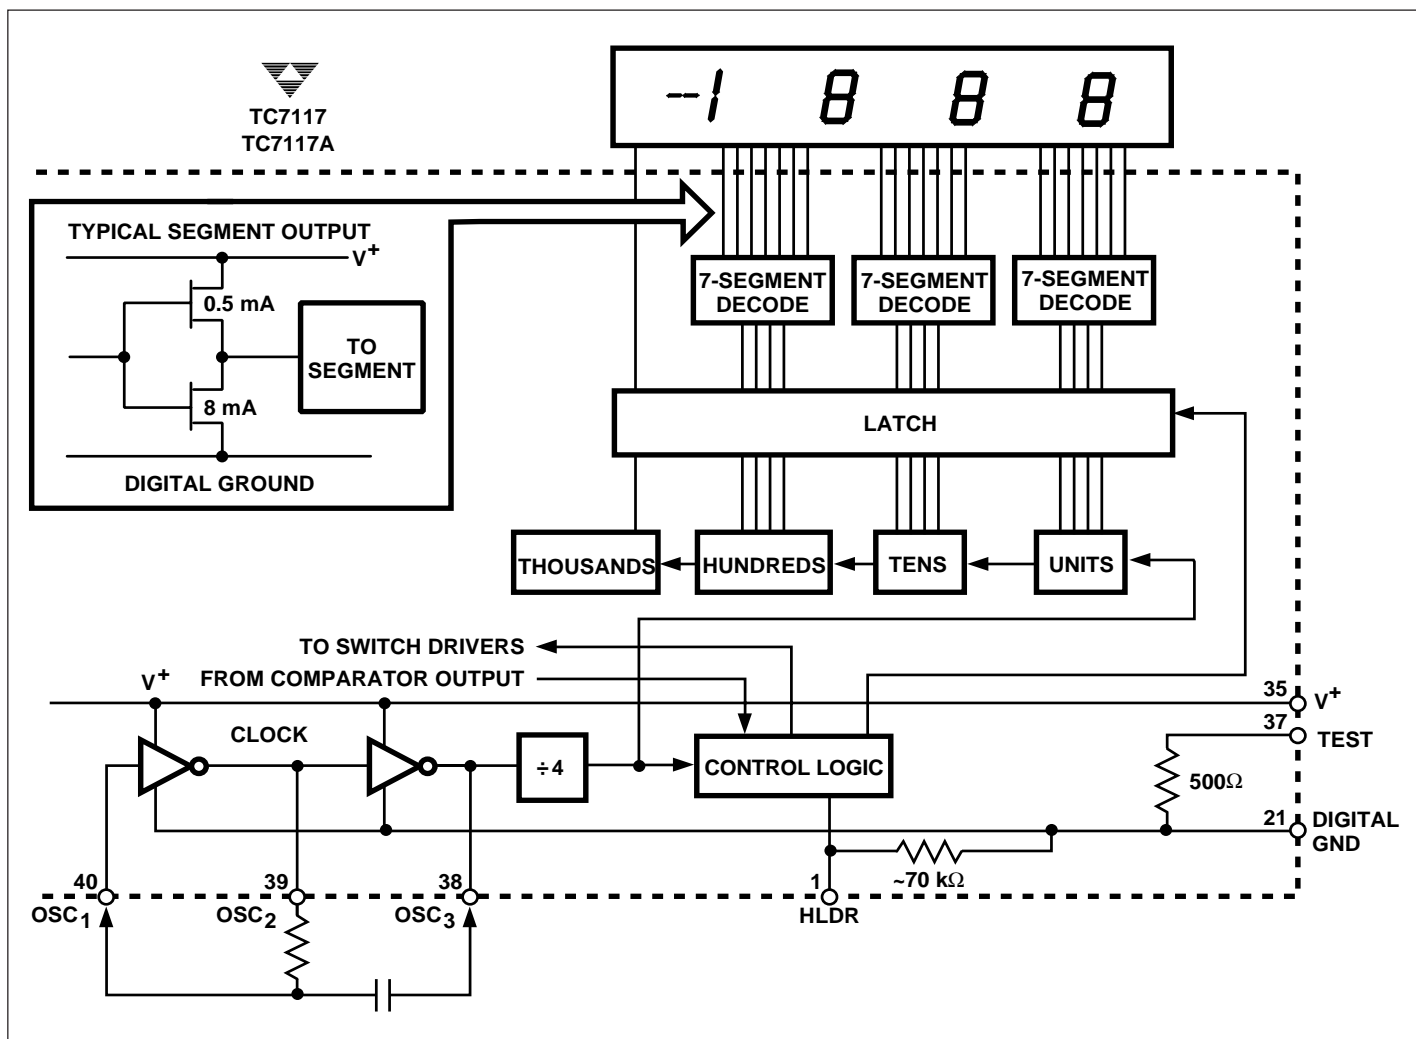 TC7117
TC7117A
-1 8 8 8
TYPICAL SEGMENT OUTPUT
V+
0.5 mA
TO
SEGMENT
8 mA
DIGITAL GROUND
7-SEGMENT
DECODE
7-SEGMENT
DECODE
7-SEGMENT
DECODE
LATCH
THOUSANDS
HUNDREDS
TENS
UNITS
TO SWITCH DRIVERS
FROM COMPARATOR OUTPUT
V+
CLOCK
÷4
CONTROL LOGIC
35
V+
37
TEST
500Ω
21
DIGITAL
GND
~70 kΩ
40
OSC1
39
OSC2
38
OSC3
1
HLDR